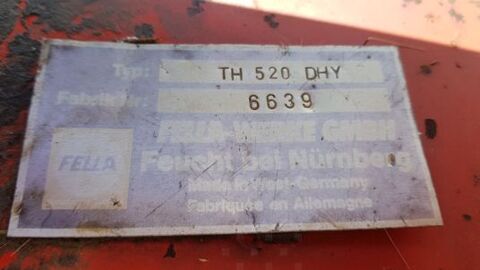 Typ: TH 520 DHY
Fabrik-Nr.: 6639
FELLA-WERKE GMBH
FELLA
Feucht bei Nürnberg
Made in West-Germany
Fabriquée en Allemagne